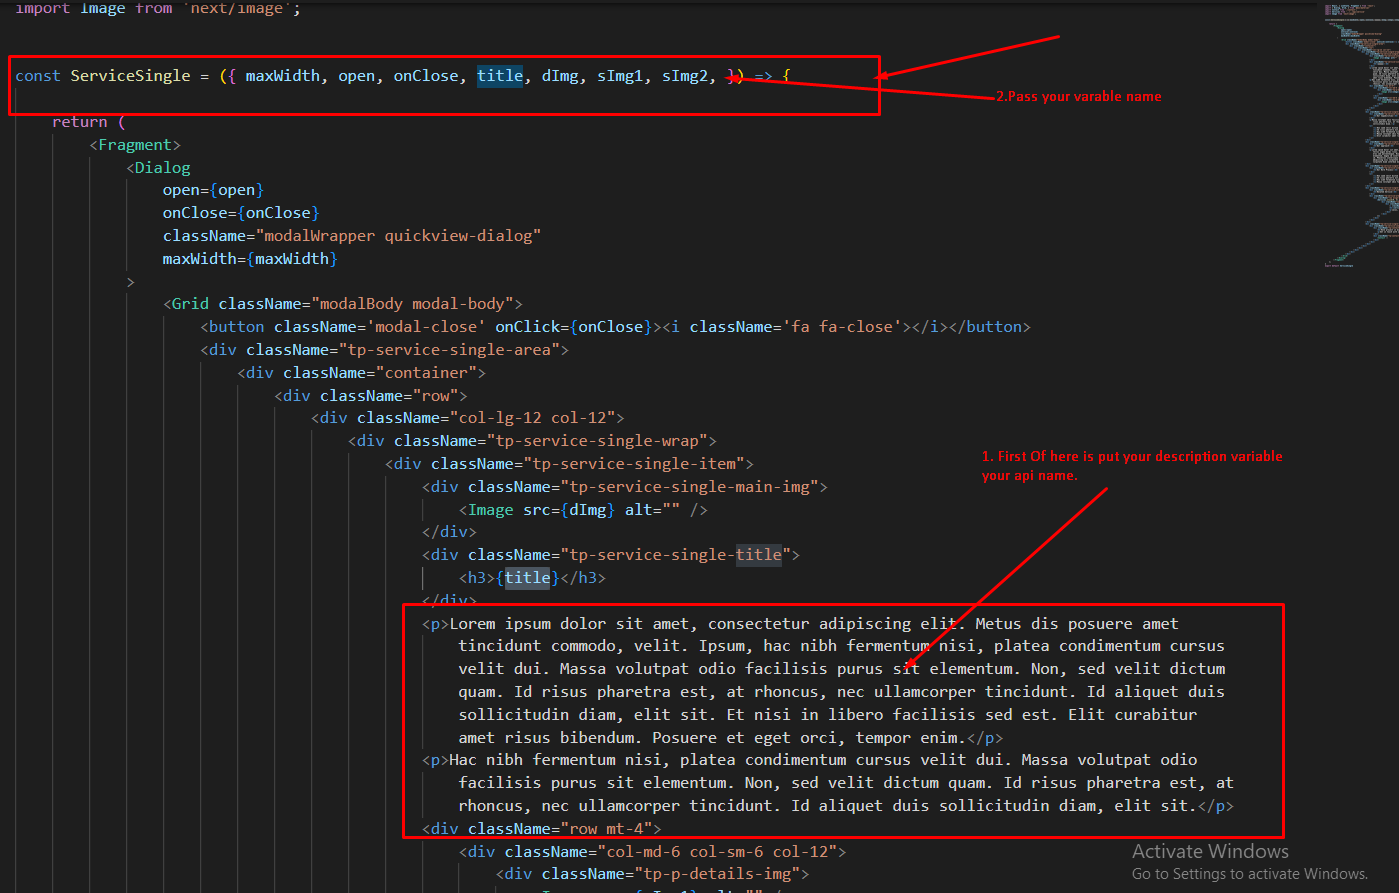 import Image from 'next/image';
const ServiceSingle = ({ maxWidth, open, onClose, title, dImg, sImg1, sImg2, }) => {
2.Pass your varable name
return (
<Fragment>
<Dialog
open={open}
onClose={onClose}
className="modalWrapper quickview-dialog"
maxWidth={maxWidth}
>
<Grid className="modalBody modal-body">
<button className='modal-close' onClick={onClose}><i className='fa fa-close'></i></button>
<div className="tp-service-single-area">
<div className="container">
<div className="row">
<div className="col-lg-12 col-12">
<div className="tp-service-single-wrap">
<div className="tp-service-single-item">
1. First Of here is put your description variable
your api name.
<div className="tp-service-single-main-img">
<Image src={dImg} alt="" />
</div>
<div className="tp-service-single-title">
<h3>{title}</h3>
</div>
<p>Lorem ipsum dolor sit amet, consectetur adipiscing elit. Metus dis posuere amet
tincidunt commodo, velit. Ipsum, hac nibh fermentum nisi, platea condimentum cursus
velit dui. Massa volutpat odio facilisis purus sit elementum. Non, sed velit dictum
quam. Id risus pharetra est, at rhoncus, nec ullamcorper tincidunt. Id aliquet duis
sollicitudin diam, elit sit. Et nisi in libero facilisis sed est. Elit curabitur
amet risus bibendum. Posuere et eget orci, tempor enim.</p>
<p>Hac nibh fermentum nisi, platea condimentum cursus velit dui. Massa volutpat odio
facilisis purus sit elementum. Non, sed velit dictum quam. Id risus pharetra est, at
rhoncus, nec ullamcorper tincidunt. Id aliquet duis sollicitudin diam, elit sit.</p>
<div className="row mt-4">
<div className="col-md-6 col-sm-6 col-12">
<div className="tp-p-details-img">
Activate Windows
Go to Settings to activate Windows.